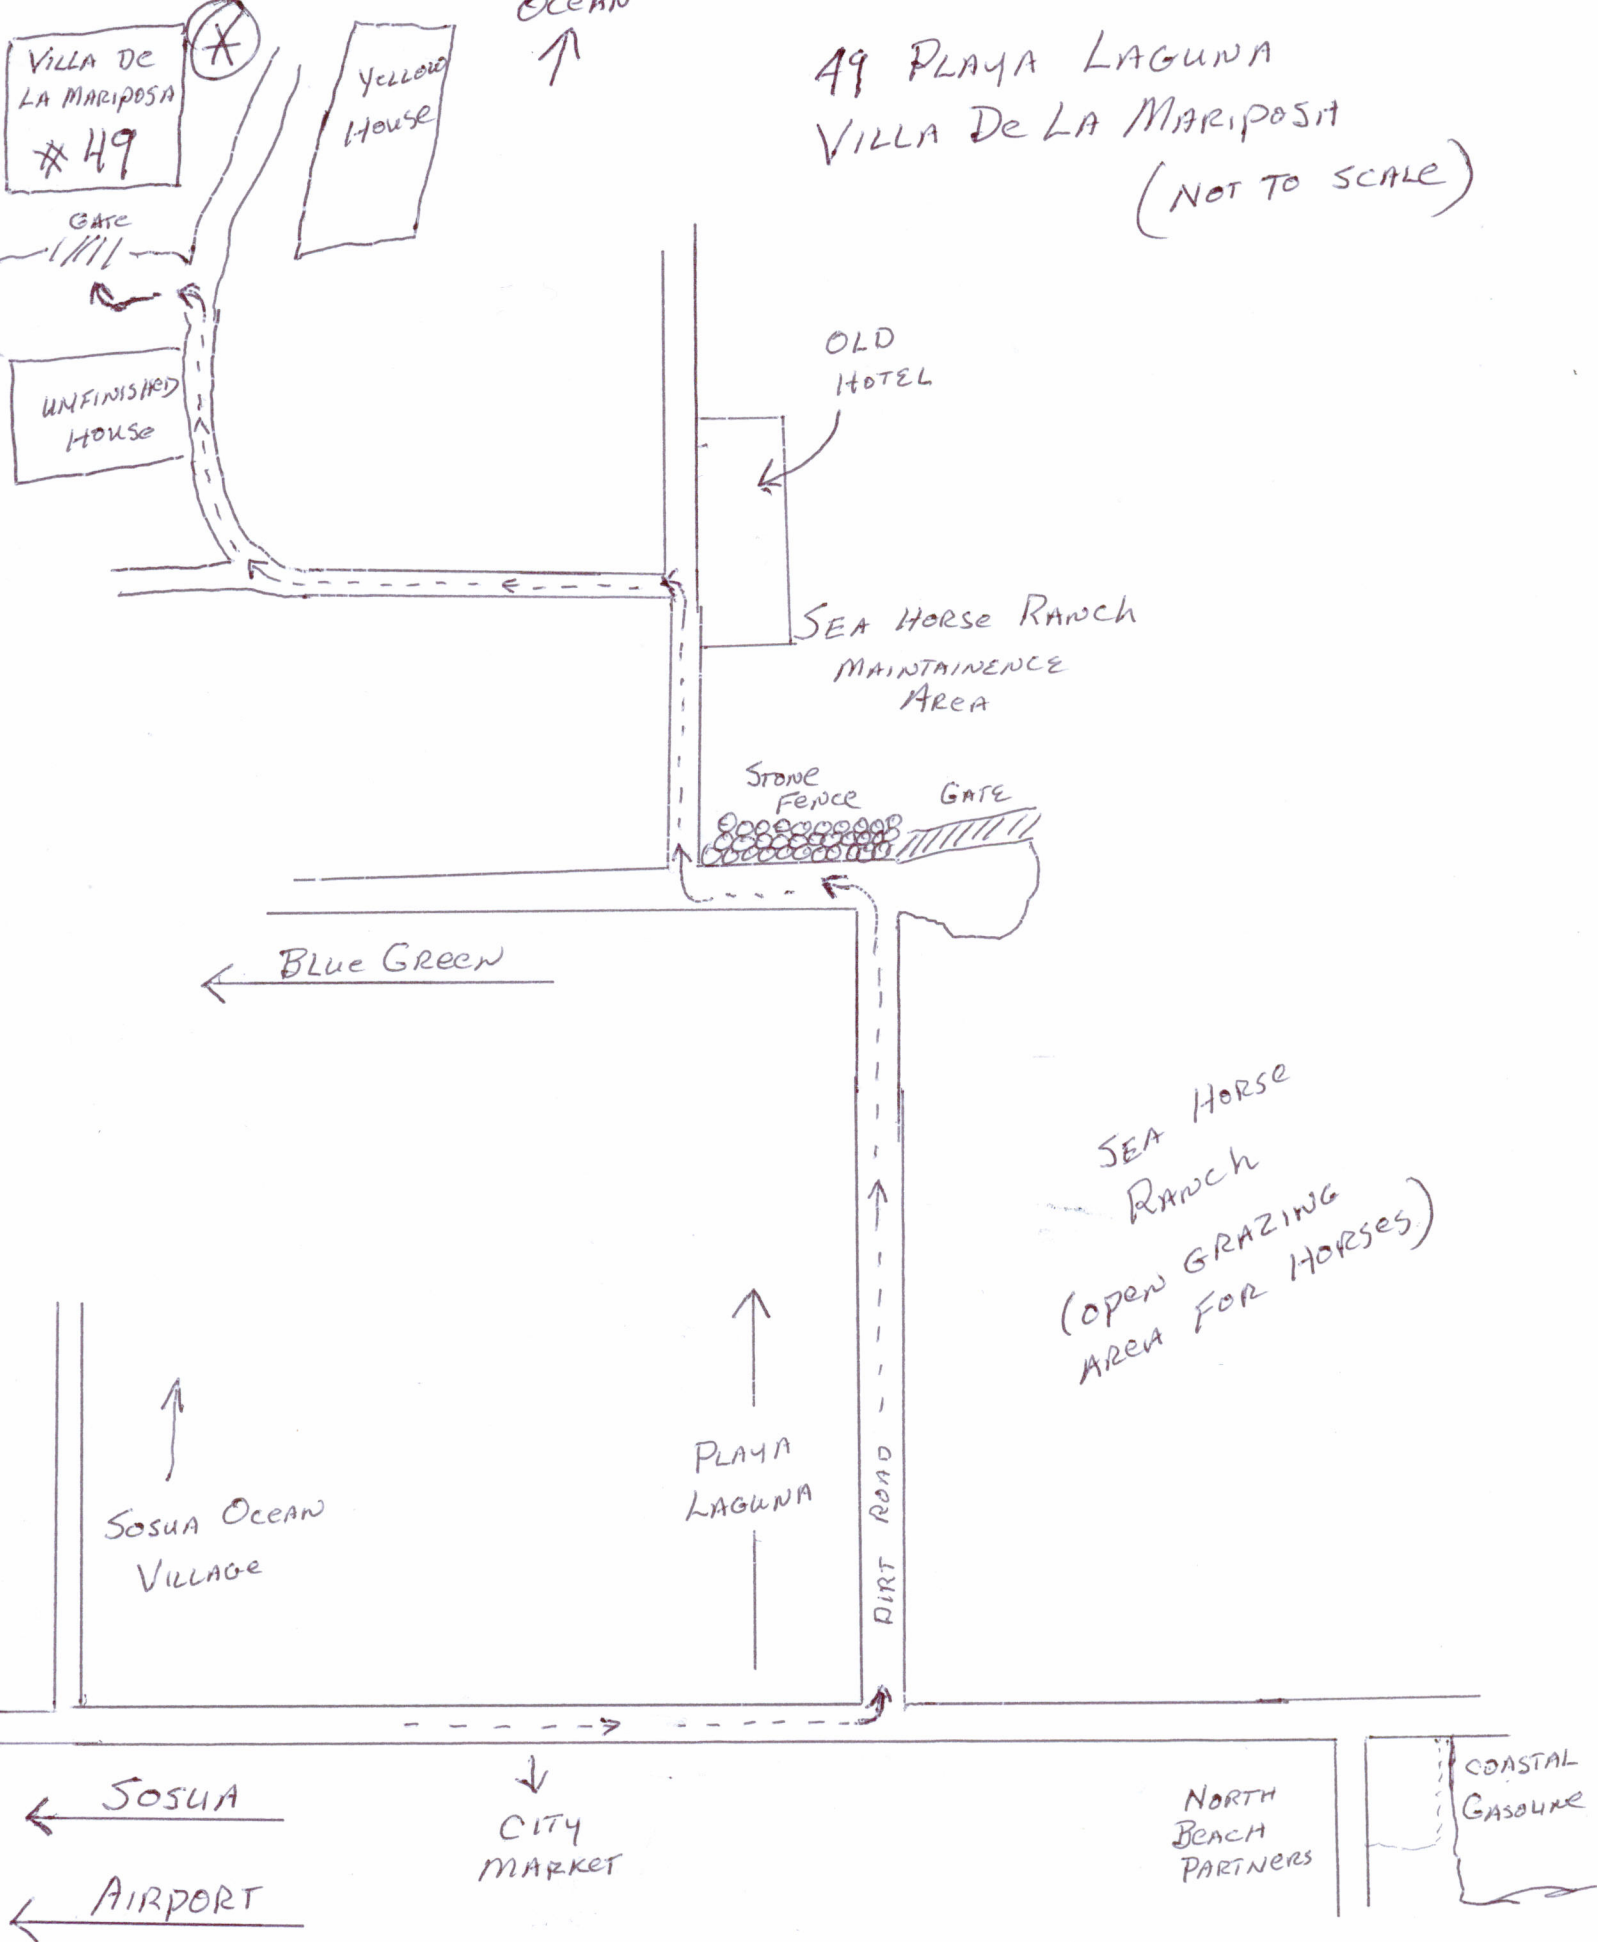 OCEAN
49 PLAYA LAGUNA
VILLA DE LA MARIPOSA
(NOT TO SCALE)
VILLA DE
LA MARIPOSA
# 49
YELLOW
HOUSE
GATE
UNFINISHED
HOUSE
OLD
HOTEL
SEA HORSE RANCH
MAINTAINENCE
AREA
STONE
FENCE
GATE
BLUE GREEN
SEA HORSE
RANCH
(OPEN GRAZING
AREA FOR HORSES)
PLAYA
LAGUNA
DIRT ROAD
SOSUA OCEAN
VILLAGE
SOSUA
AIRPORT
CITY
MARKET
NORTH
BEACH
PARTNERS
COASTAL
GASOLINE